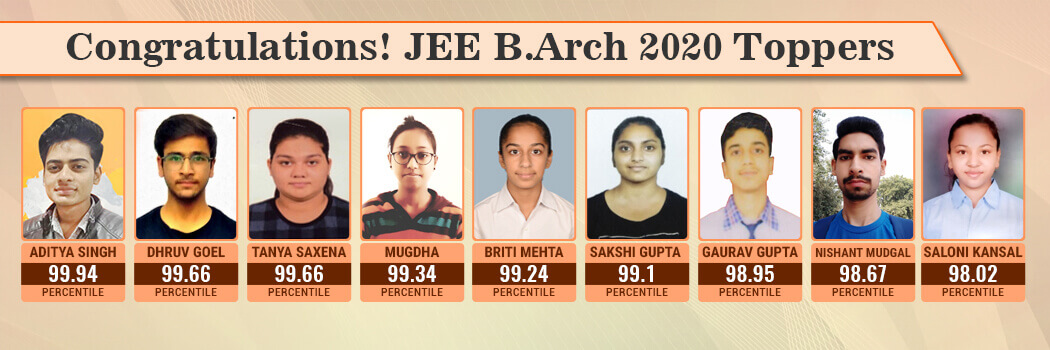 Congratulations! JEE B.Arch 2020 Toppers
ADITYA SINGH
99.94
PERCENTILE
DHRUV GOEL
99.66
PERCENTILE
TANYA SAXENA
99.66
PERCENTILE
MUGDHA
99.34
PERCENTILE
BRITI MEHTA
99.24
PERCENTILE
SAKSHI GUPTA
99.1
PERCENTILE
GAURAV GUPTA
98.95
PERCENTILE
NISHANT MUDGAL
98.67
PERCENTILE
SALONI KANSAL
98.02
PERCENTILE